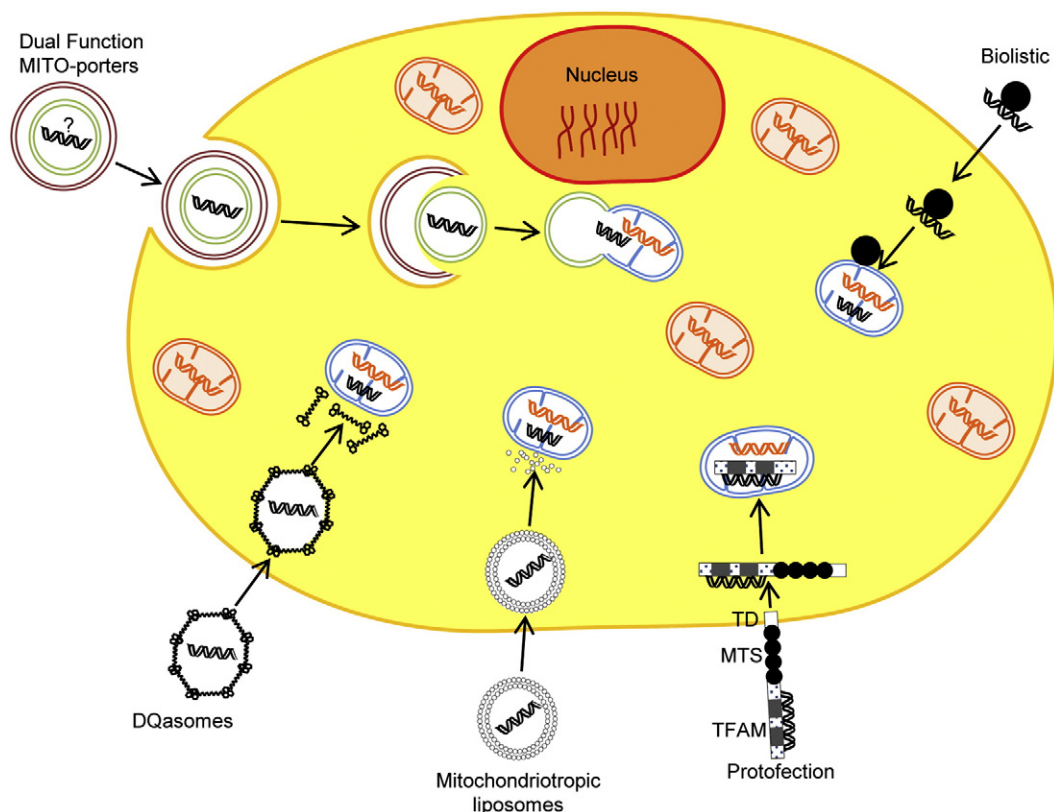 Dual Function
MITO-porters
?
Nucleus
Biolistic
DQasomes
Mitochondriotropic
liposomes
TD
MTS
TFAM
Protofection